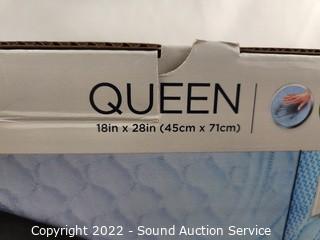 QUEEN
18in x 28in (45cm x 71cm)
Copyright 2022 - Sound Auction Service